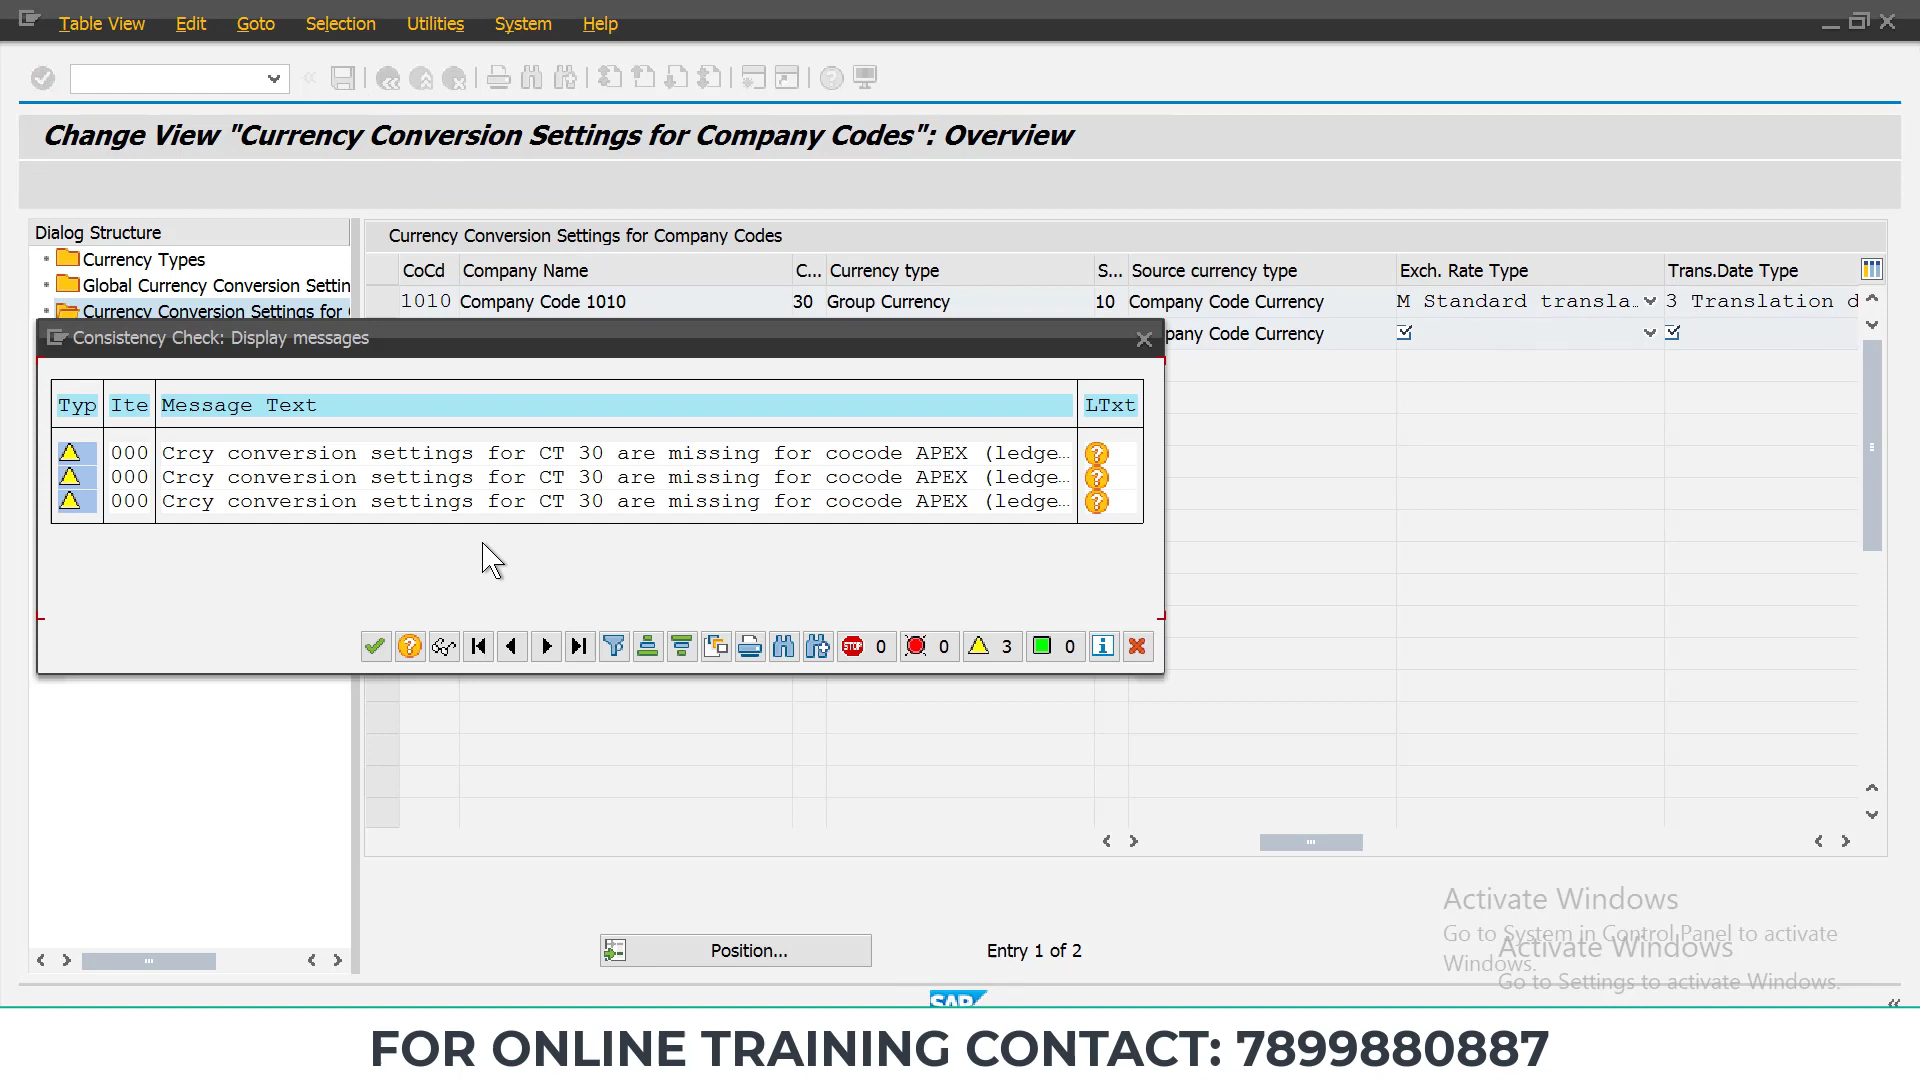 Table View Edit Goto Selection Utilities System Help
Change View "Currency Conversion Settings for Company Codes": Overview
Dialog Structure
Currency Types
Global Currency Conversion Settin
Currency Conversion Settings for
Currency Conversion Settings for Company Codes
CoCd Company Name C... Currency type S... Source currency type Exch. Rate Type Trans.Date Type
1010 Company Code 1010 30 Group Currency 10 Company Code Currency M Standard transla.. 3 Translation d
pany Code Currency
Consistency Check: Display messages
Typ Ite Message Text LTxt
000 Crcy conversion settings for CT 30 are missing for cocode APEX (ledge...
000 Crcy conversion settings for CT 30 are missing for cocode APEX (ledge...
000 Crcy conversion settings for CT 30 are missing for cocode APEX (ledge...
STOP 0 0 3 0
Position... Entry 1 of 2
Activate Windows
Go to System in Control Panel to activate
Windows.
Activate Windows
Go to Settings to activate Windows.
SAP
FOR ONLINE TRAINING CONTACT: 7899880887